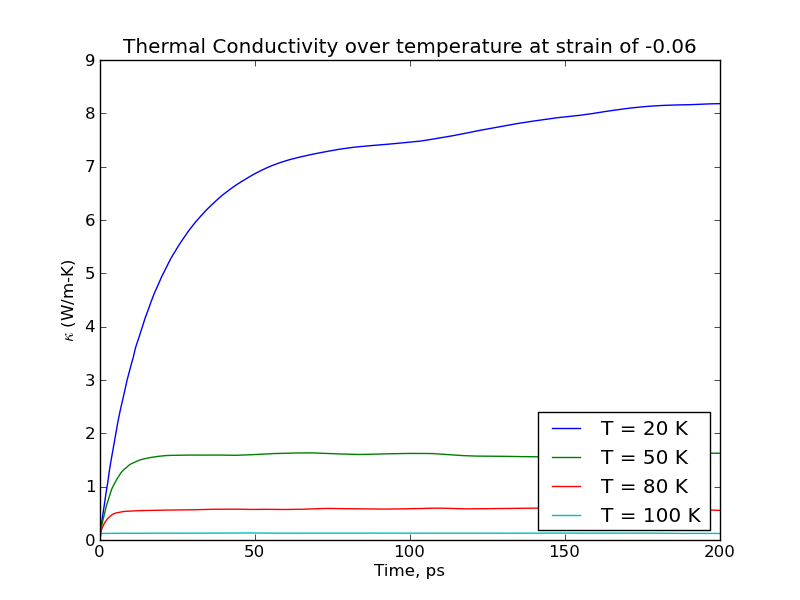 Thermal Conductivity over temperature at strain of -0.06
9
8
7
6
5
4
3
2
1
0
κ (W/m-K)
T = 20 K
T = 50 K
T = 80 K
T = 100 K
0 50 100 150 200
Time, ps